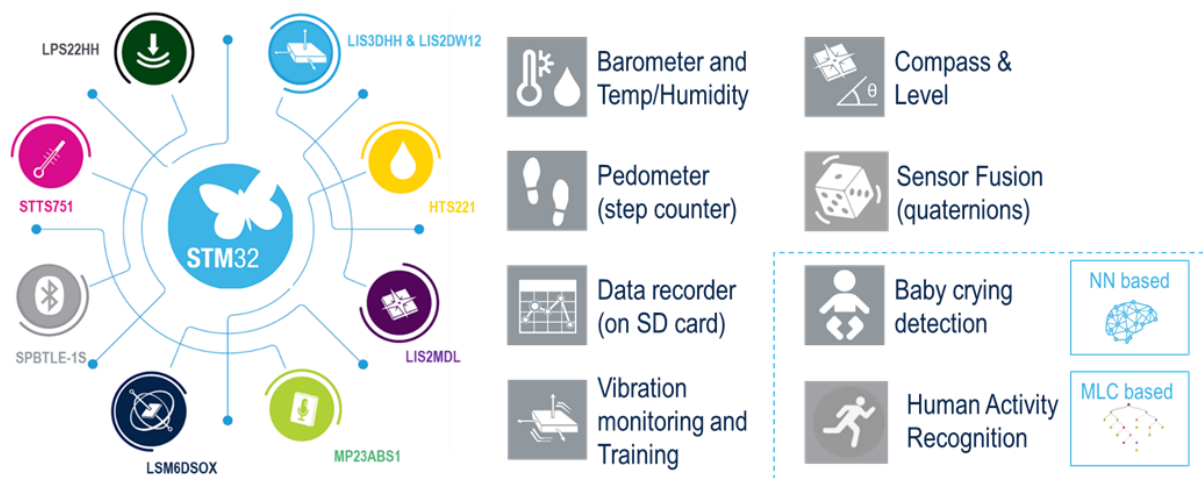 LPS22HH
LIS3DHH & LIS2DW12
STTS751
HTS221
STM32
SPBTLE-1S
LIS2MDL
LSM6DSOX
MP23ABS1
Barometer and
Temp/Humidity
Compass &
Level
θ
Pedometer
(step counter)
Sensor Fusion
(quaternions)
Data recorder
(on SD card)
Baby crying
detection
NN based
Vibration
monitoring and
Training
Human Activity
Recognition
MLC based